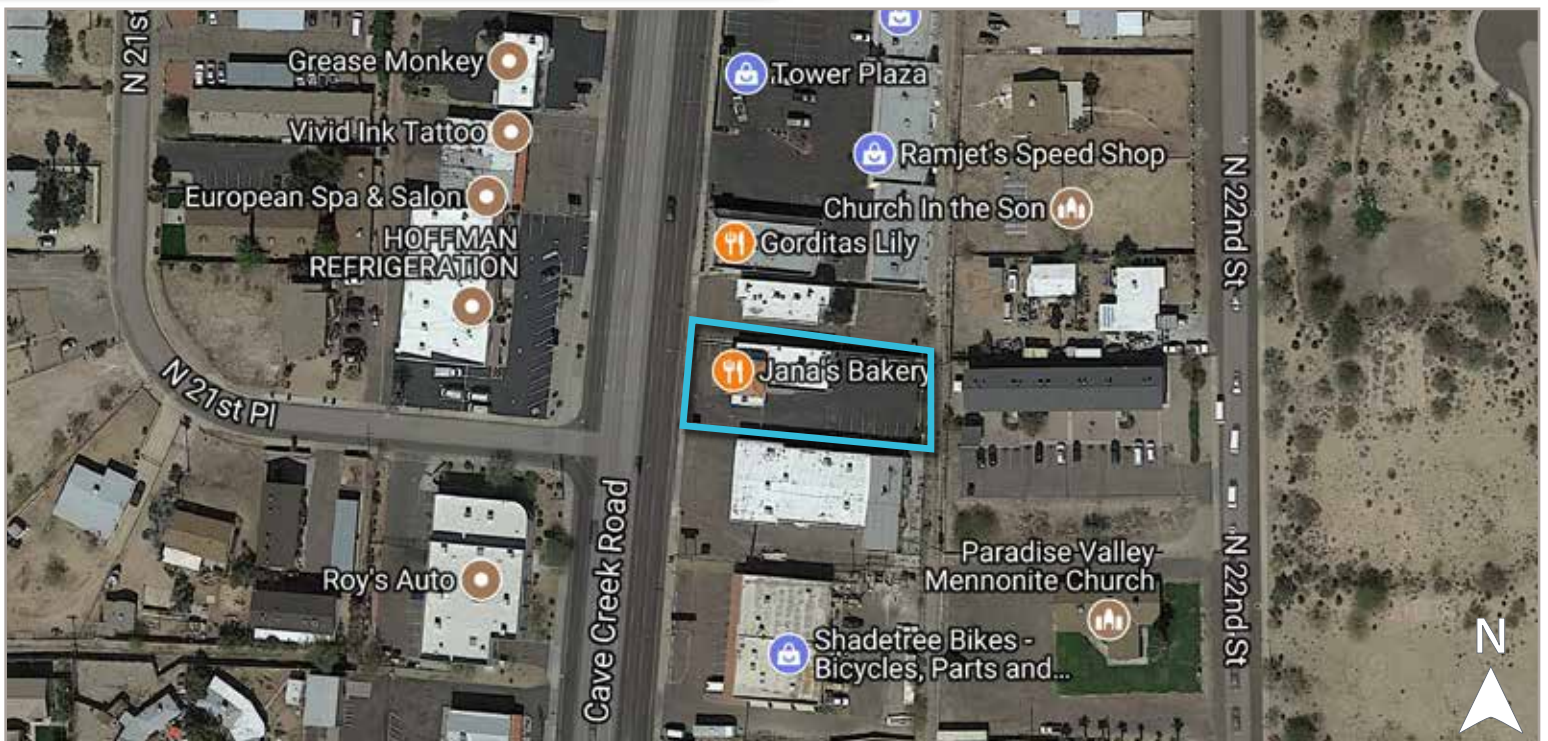 N 21st
Grease Monkey
Tower Plaza
Vivid Ink Tattoo
Ramjet's Speed Shop
European Spa & Salon
Church In the Son
N 22nd St
HOFFMAN
REFRIGERATION
Gorditas Lily
Jana's Bakery
N 21st Pl
Cave Creek Road
Roy's Auto
Paradise Valley
Mennonite Church
N 22nd St
Shadetree Bikes -
Bicycles, Parts and...
N